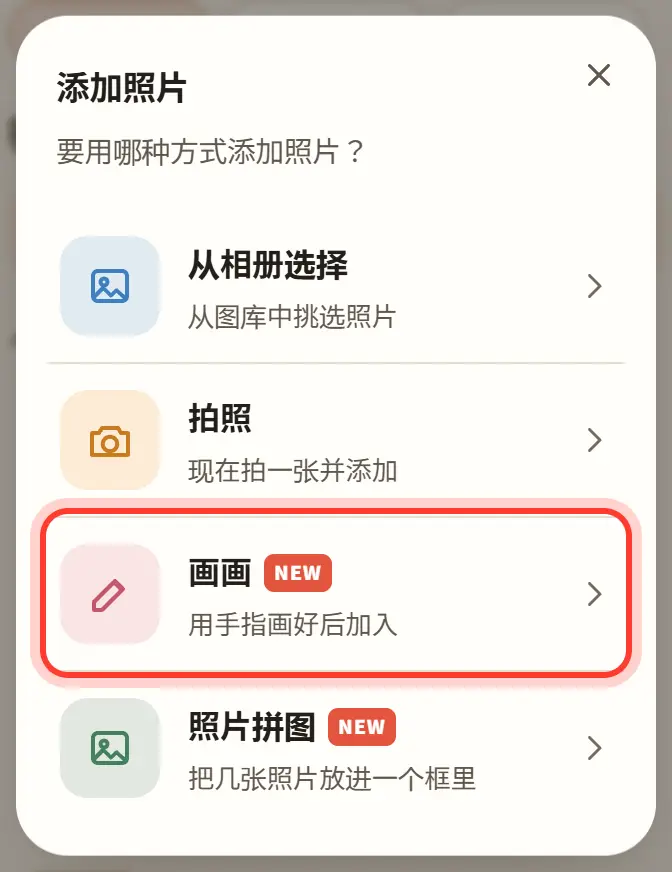 添加照片
要用哪种方式添加照片？
从相册选择
从图库中挑选照片
拍照
现在拍一张并添加
画画 NEW
用手指画好后加入
照片拼图 NEW
把几张照片放进一个框里